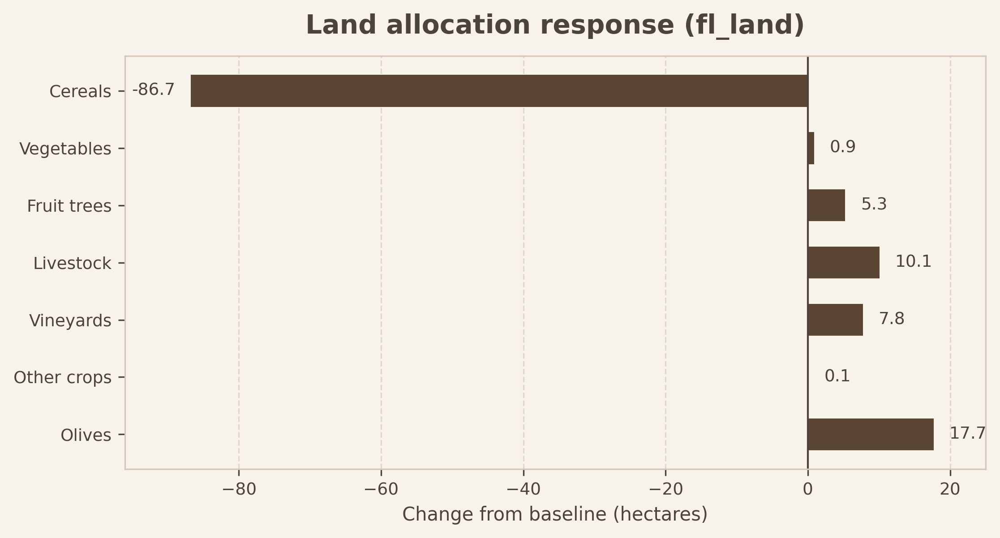 Land allocation response (fl_land)
Cereals
-86.7
Vegetables
0.9
Fruit trees
5.3
Livestock
10.1
Vineyards
7.8
Other crops
0.1
Olives
17.7
−80
−60
−40
−20
0
20
Change from baseline (hectares)